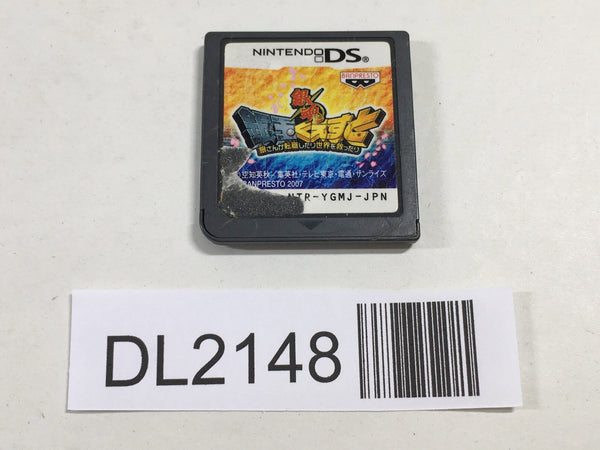 NINTENDO DS®
BANPRESTO
銀魂
銀玉くえすと
銀さんが転職したり世界を救ったり
©空知英秋/集英社・テレビ東京・電通・サンライズ
BANPRESTO 2007
NTR-YGMJ-JPN
DL2148